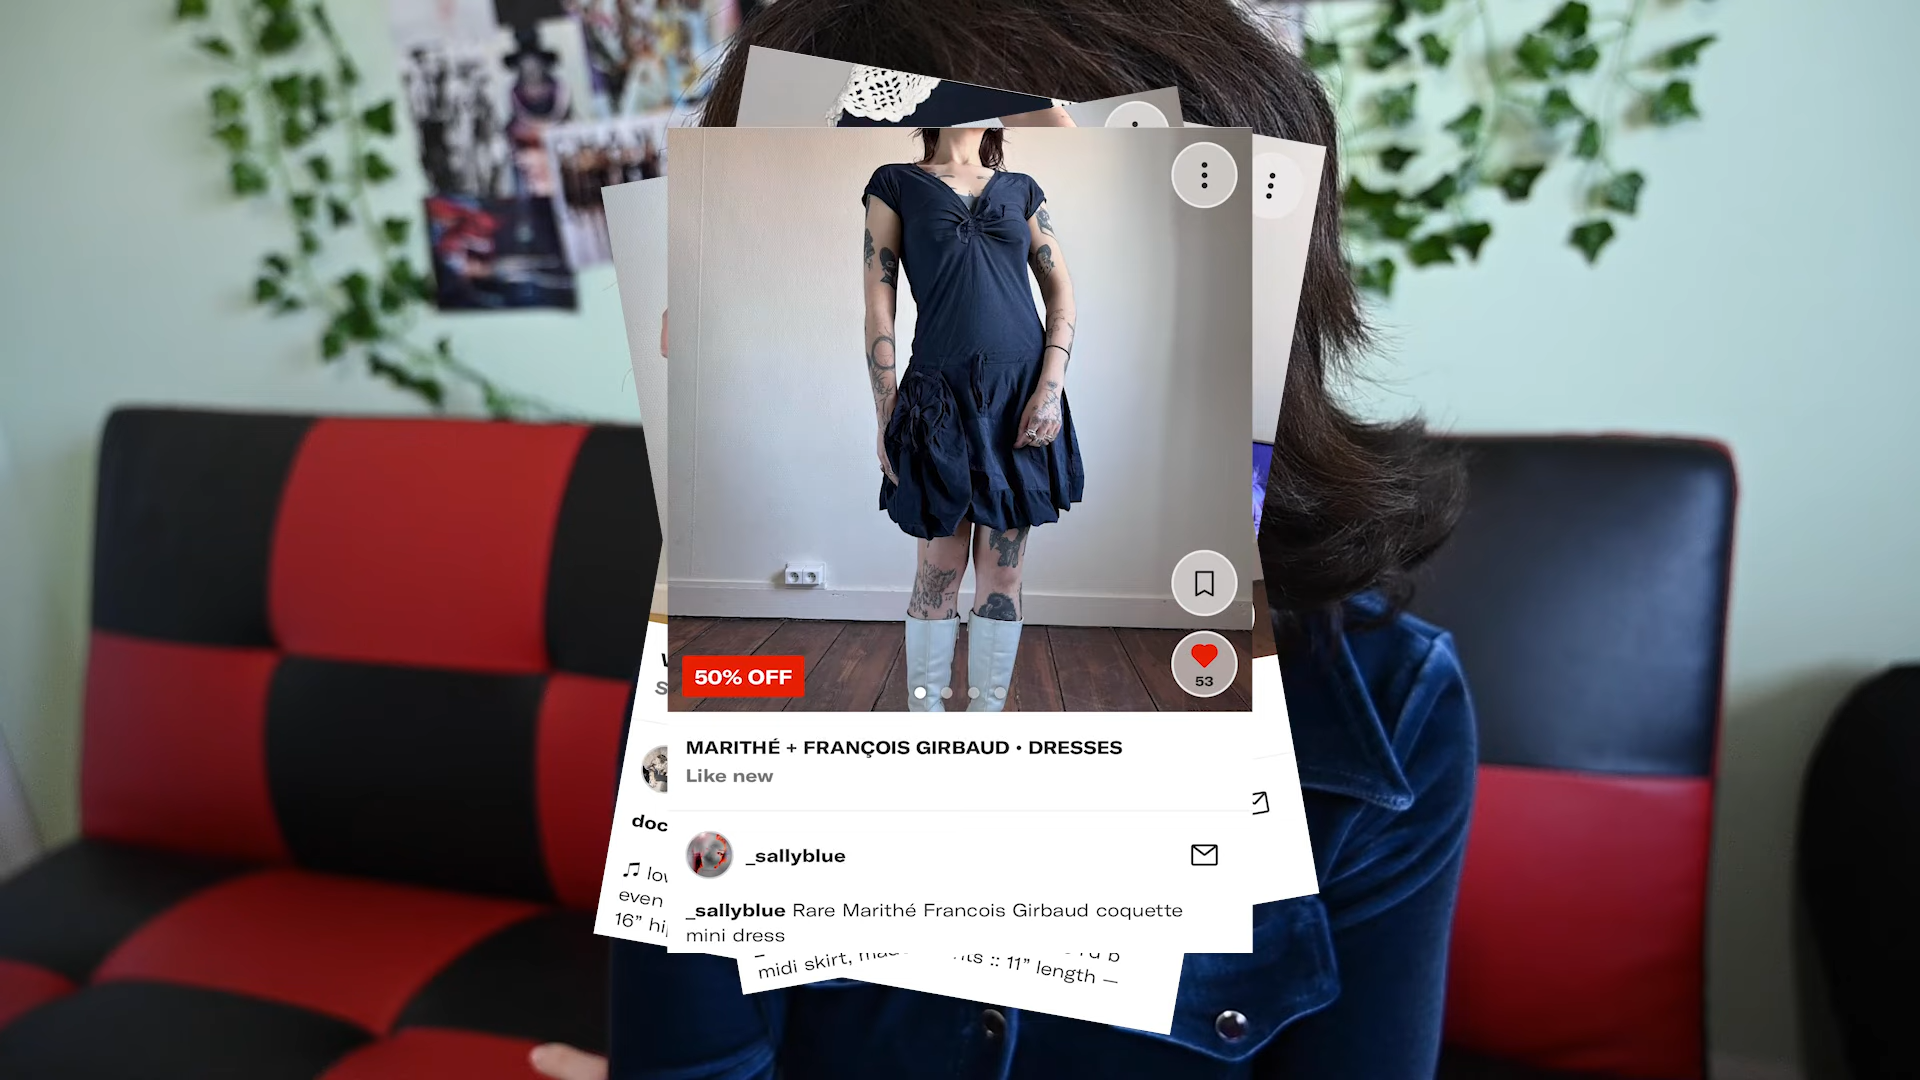 50% OFF
53
MARITHÉ + FRANÇOIS GIRBAUD • DRESSES
Like new
_sallyblue
_sallyblue Rare Marithé Francois Girbaud coquette
mini dress
doc
even
16”
midi skirt,
:: 11” length —